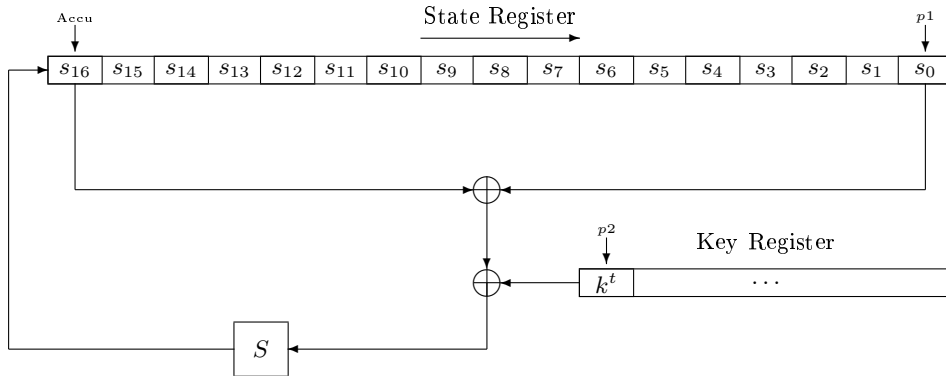 State Register
Accu
p1
s₁₆ s₁₅ s₁₄ s₁₃ s₁₂ s₁₁ s₁₀ s₉ s₈ s₇ s₆ s₅ s₄ s₃ s₂ s₁ s₀
p2
Key Register
kᵗ ...
S